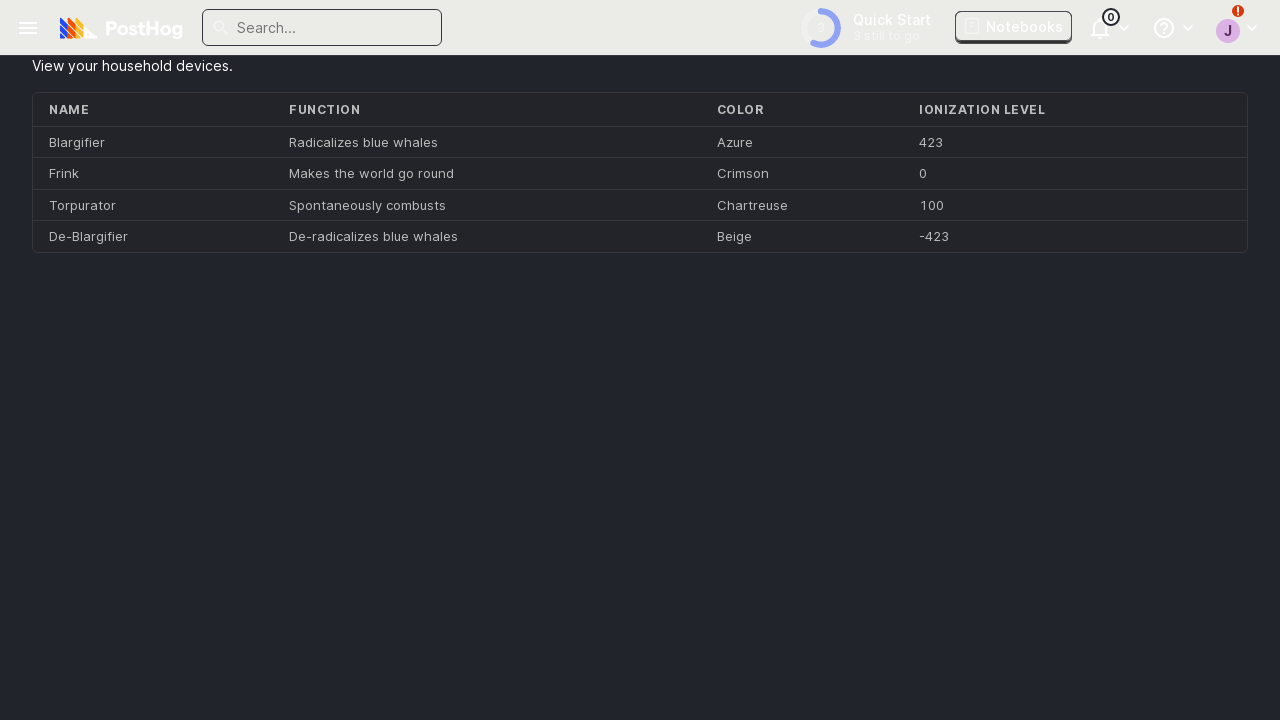 PostHog
Search...
3
Quick Start
3 still to go
Notebooks
0
J
!
View your household devices.
NAME FUNCTION COLOR IONIZATION LEVEL
Blargifier Radicalizes blue whales Azure 423
Frink Makes the world go round Crimson 0
Torpurator Spontaneously combusts Chartreuse 100
De-Blargifier De-radicalizes blue whales Beige -423